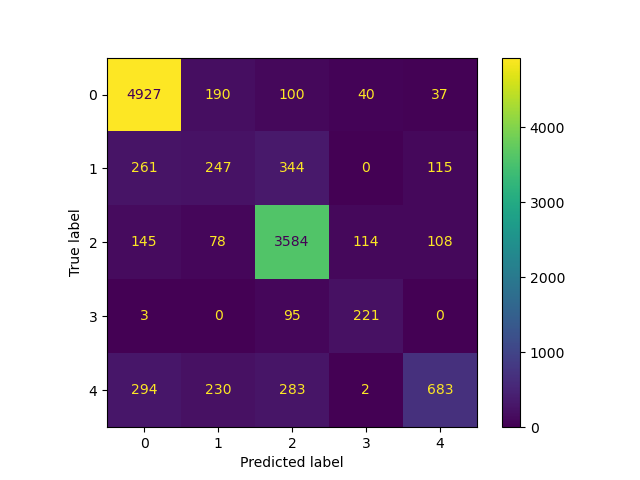 0 4927 190 100 40 37
1 261 247 344 0 115
2 145 78 3584 114 108
3 3 0 95 221 0
4 294 230 283 2 683
0 1 2 3 4
Predicted label
True label
4000
3000
2000
1000
0